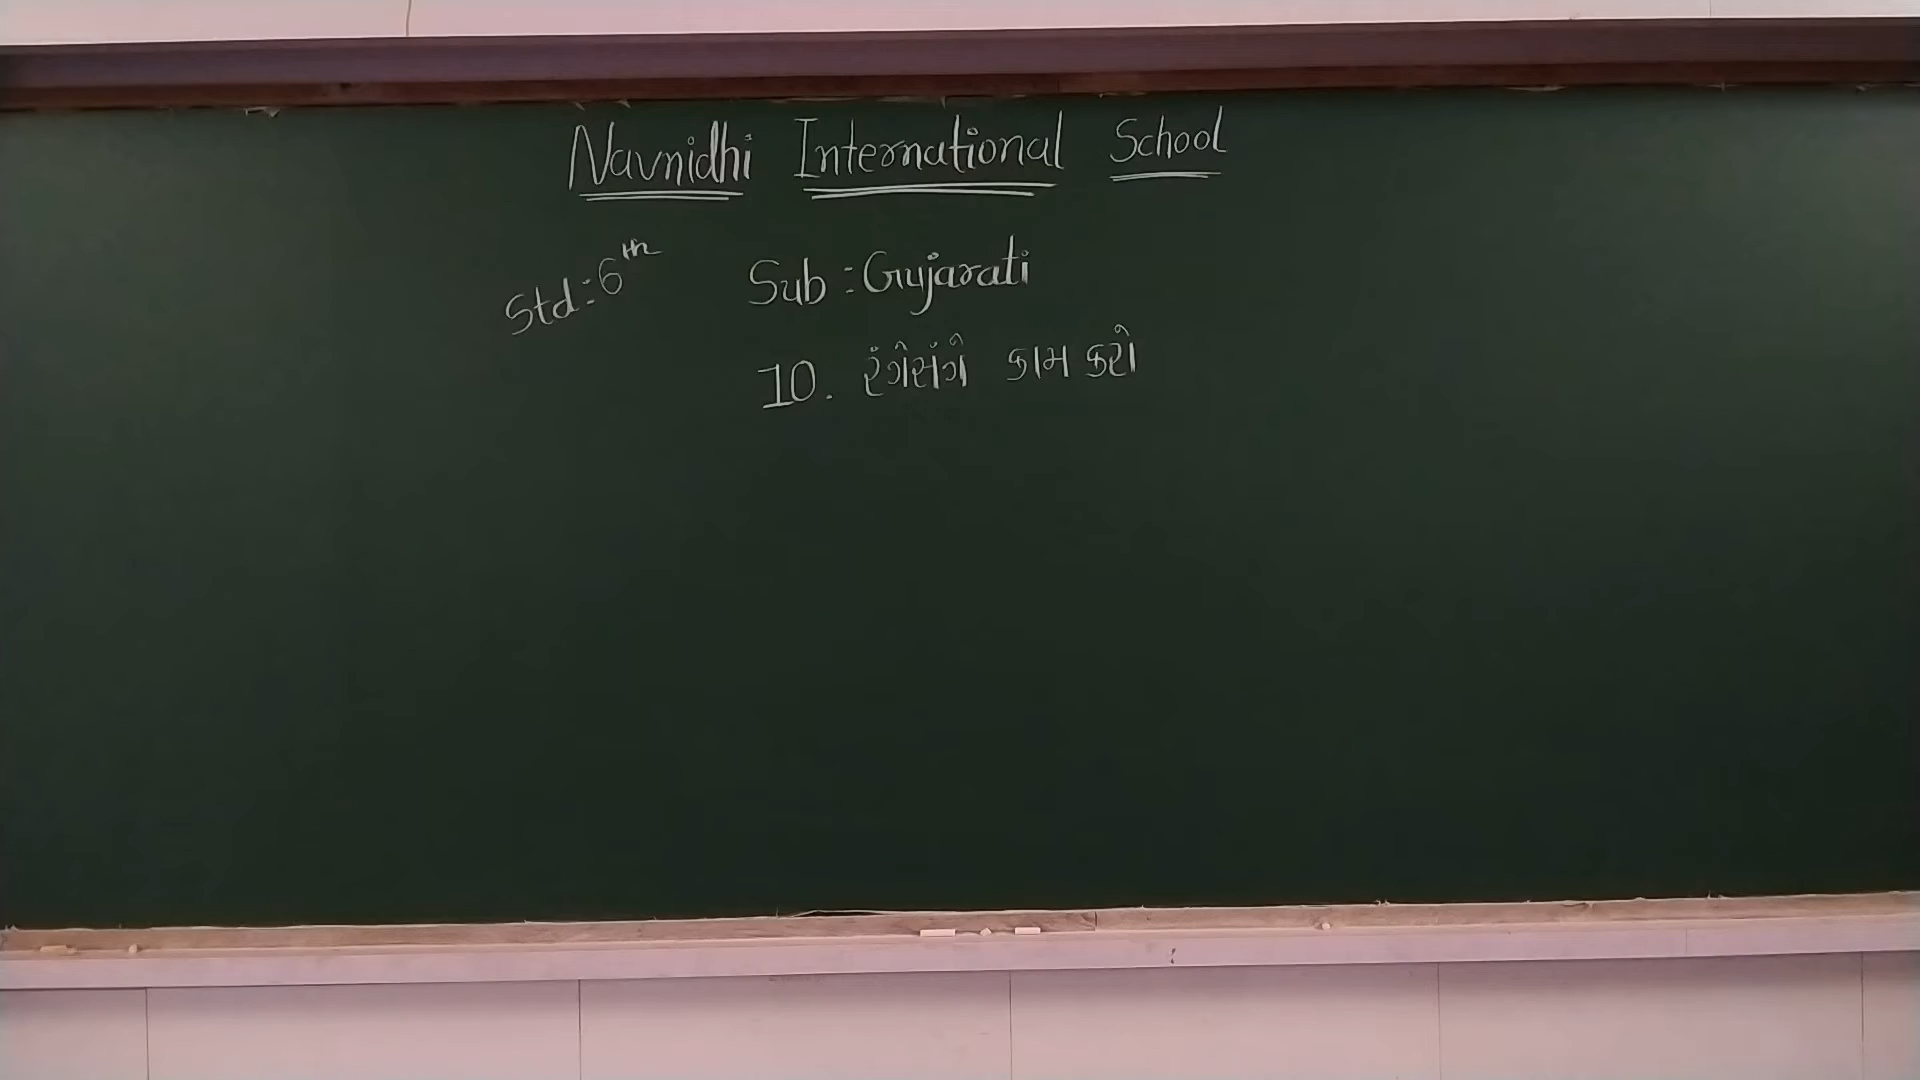 Navnidhi International School
Std:6th Sub:Gujarati
10. રંગેસંગે કામ કરો